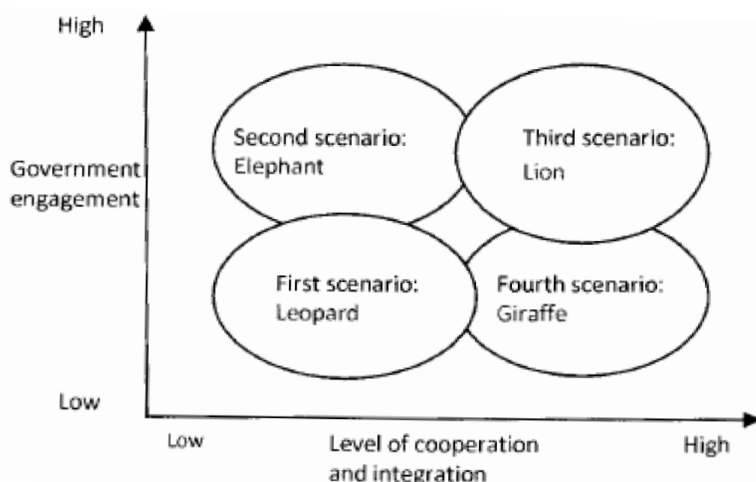 High
Second scenario:
Elephant
Third scenario:
Lion
Government
engagement
First scenario:
Leopard
Fourth scenario:
Giraffe
Low
Low
Level of cooperation
and integration
High